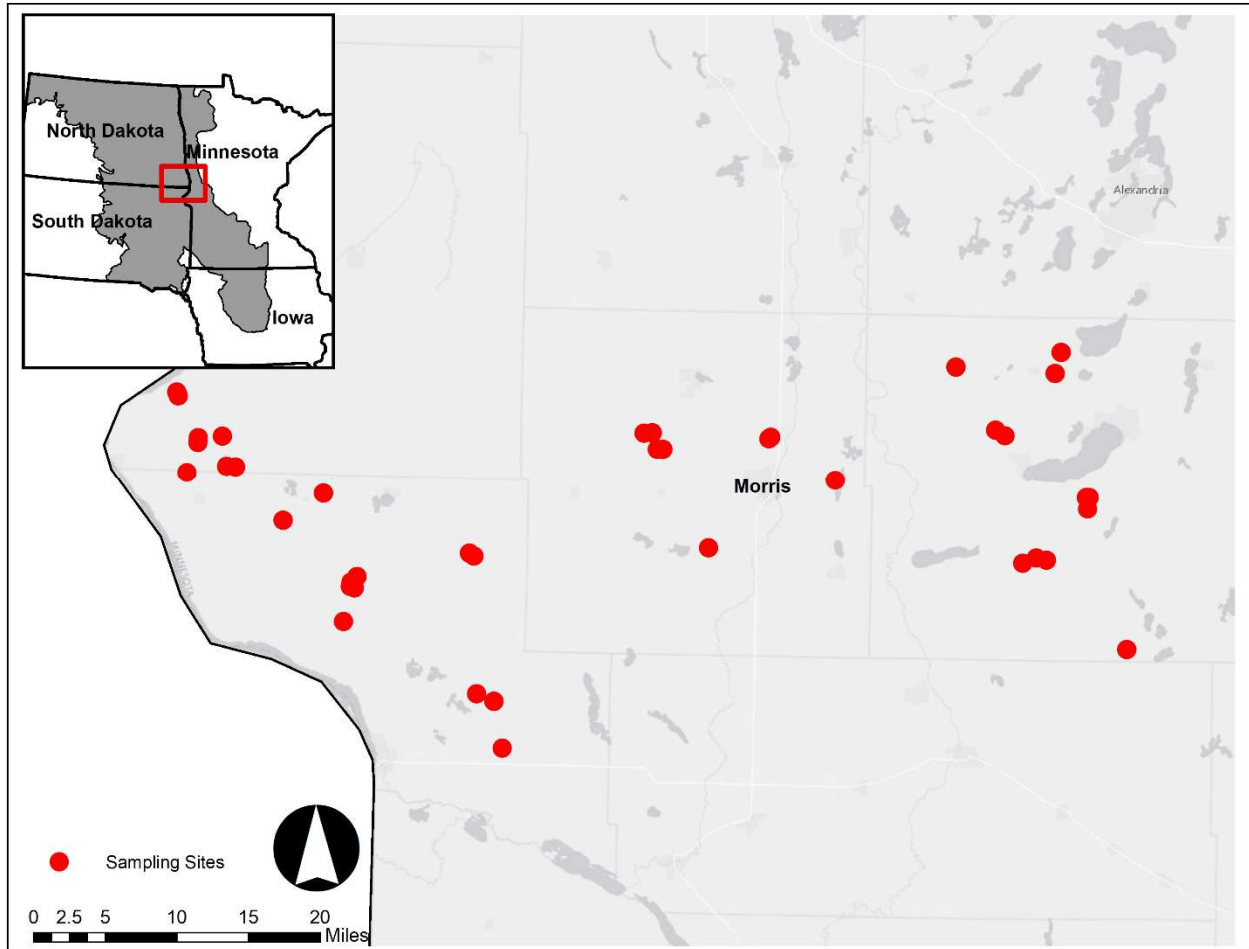 North Dakota
Minnesota
South Dakota
Iowa
Alexandria
Morris
MINNESOTA
Sampling Sites
0 2.5 5 10 15 20
Miles